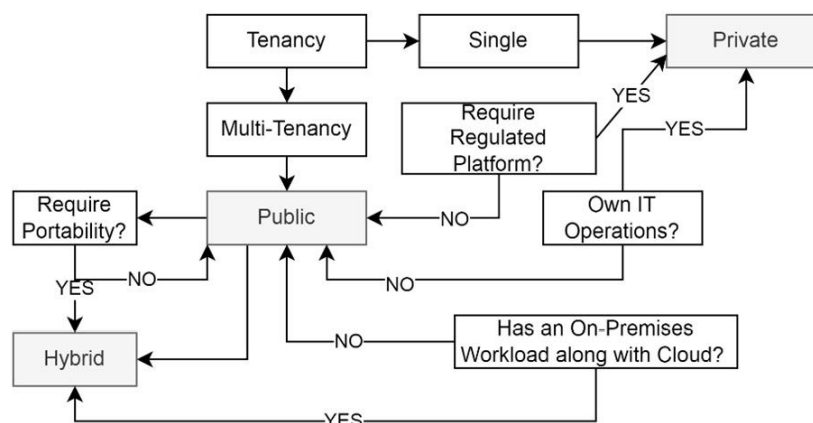 Tenancy
Single
Private
Multi-Tenancy
Require
Regulated
Platform?
YES
YES
Require
Portability?
Public
NO
Own IT
Operations?
YES
NO
NO
Hybrid
NO
Has an On-Premises
Workload along with Cloud?
YES